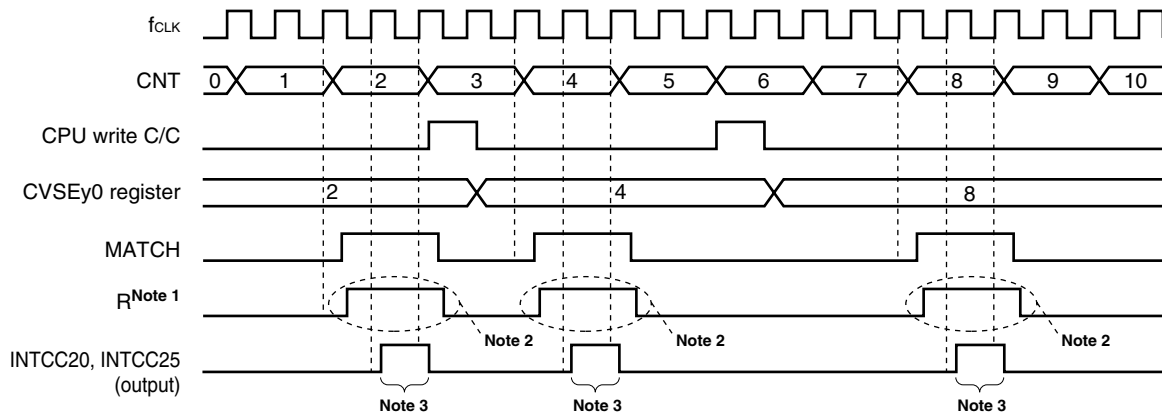 fCLK
CNT 0 1 2 3 4 5 6 7 8 9 10
CPU write C/C
CVSEy0 register 2 4 8
MATCH
R Note 1
Note 2 Note 2 Note 2
INTCC20, INTCC25
(output)
Note 3 Note 3 Note 3